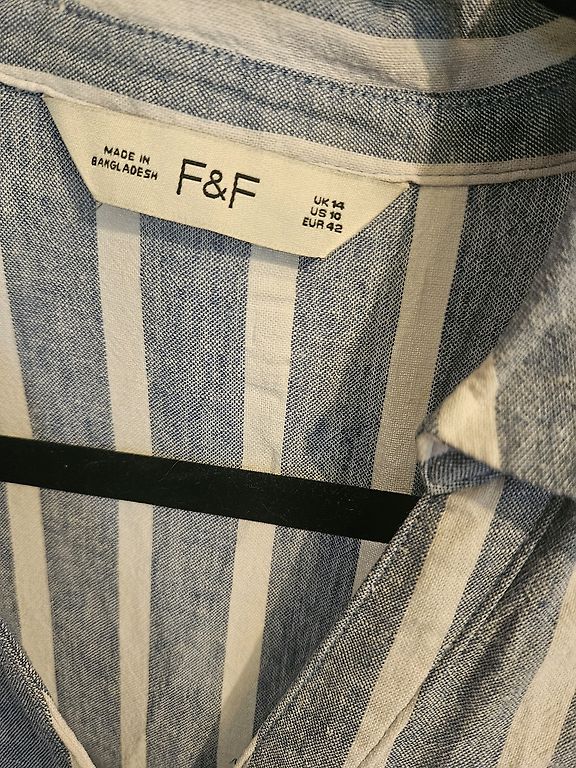 MADE IN
BANGLADESH
F&F
UK 14
US 10
EUR 42